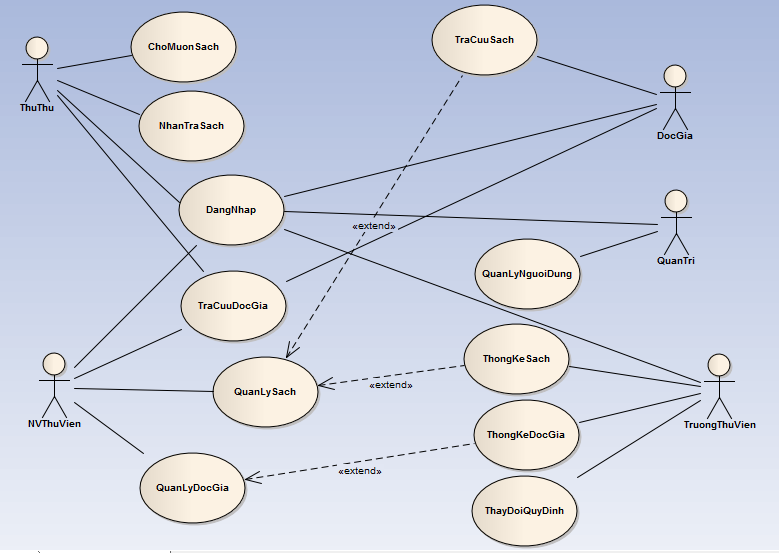 ChoMuonSach
TraCuuSach
ThuThu
NhanTraSach
DocGia
DangNhap
«extend»
QuanTri
QuanLyNguoiDung
TraCuuDocGia
ThongKeSach
«extend»
QuanLySach
NVThuVien
TruongThuVien
ThongKeDocGia
«extend»
QuanLyDocGia
ThayDoiQuyDinh